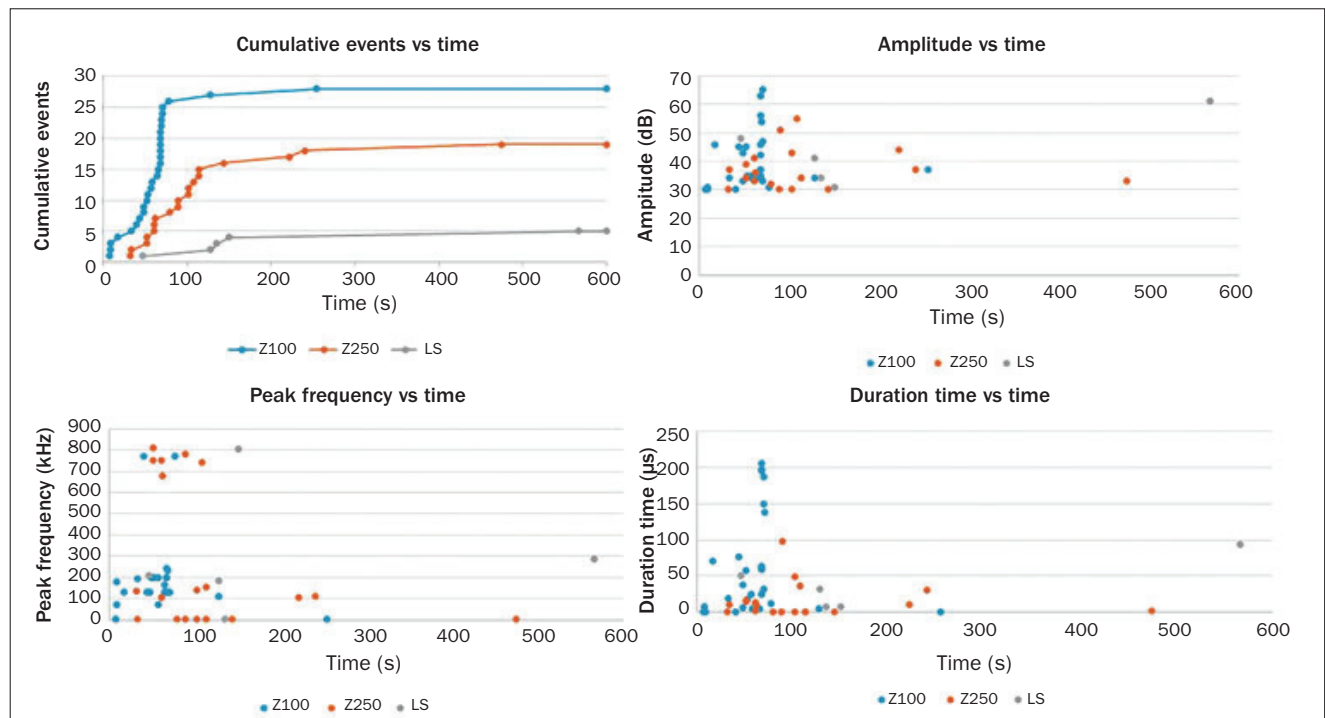 Cumulative events vs time
Cumulative events
30
25
20
15
10
5
0
0 100 200 300 400 500 600
Time (s)
Z100 Z250 LS
Amplitude vs time
Ampitude (dB)
70
60
50
40
30
20
10
0
0 100 200 300 400 500 600
Time (s)
Z100 Z250 LS
Peak frequency vs time
Peak frequency (kHz)
900
800
700
600
500
400
300
200
100
0
0 100 200 300 400 500 600
Time (s)
Z100 Z250 LS
Duration time vs time
Duration time (µs)
250
200
150
100
50
0
0 100 200 300 400 500 600
Time (s)
Z100 Z250 LS